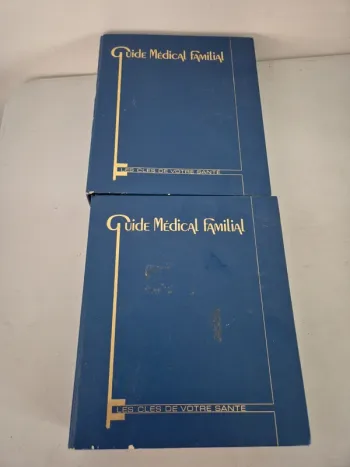 Guide Médical Familial
LES CLES DE VOTRE SANTE
Guide Médical Familial
LES CLES DE VOTRE SANTE